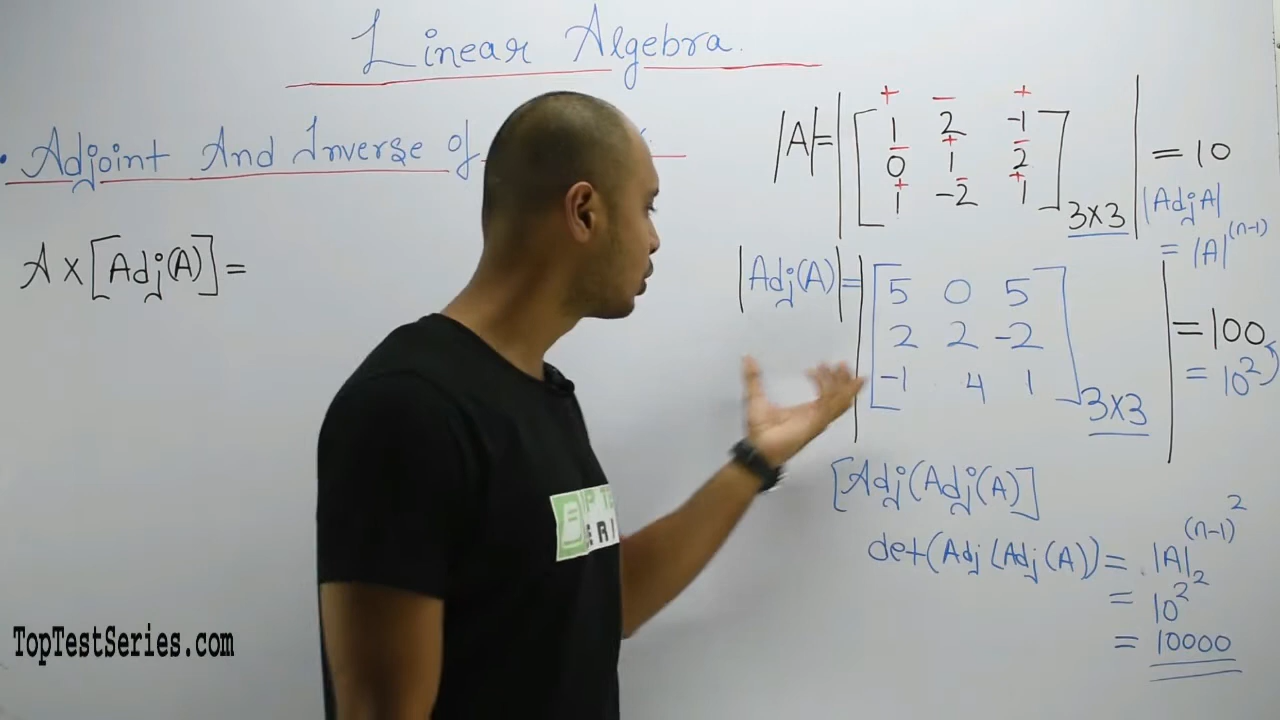 Linear Algebra.
• Adjoint And Inverse of
A x [Adj(A)] =
+ − +
|A| = | [ 1 2 -1
− + −
0 1 2
+ − +
1 -2 1 ] 3x3 | = 10
|AdjA|
= |A|^(n-1)
|Adj(A)| = | [ 5 0 5
2 2 -2
-1 4 1 ] 3x3 | = 100
= 10²
[Adj(Adj(A)]
det(Adj(Adj(A)) = |A|^(n-1)^2
= 10^2^2
= 10000
TopTestSeries.com